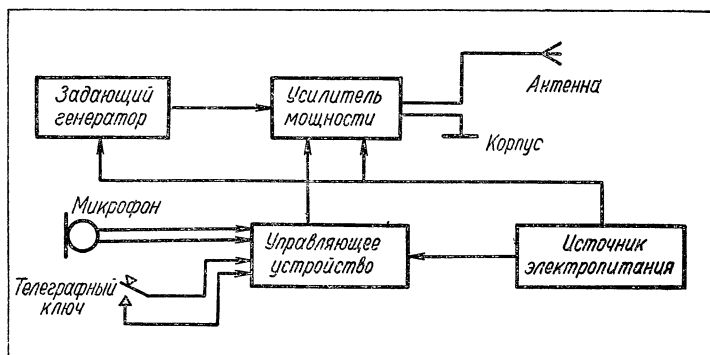 Задающий
генератор
Усилитель
мощности
Антенна
Корпус
Микрофон
Управляющее
устройство
Источник
электропитания
Телеграфный
ключ